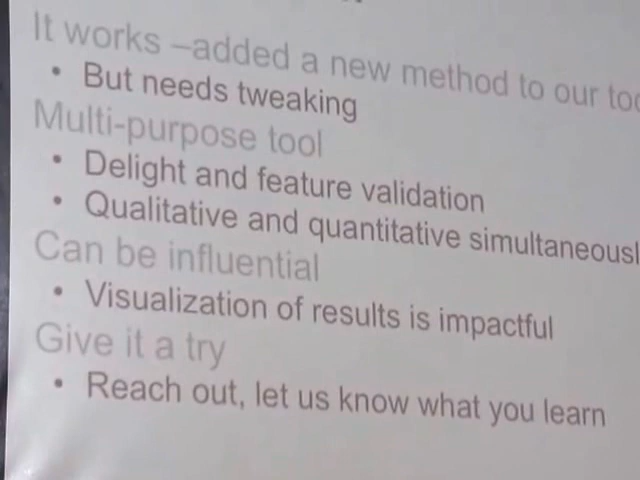 It works –added a new method to our
• But needs tweaking
Multi-purpose tool
• Delight and feature validation
• Qualitative and quantitative
Can be influential
• Visualization of results is impactful
Give it a try
• Reach out, let us know what you learn